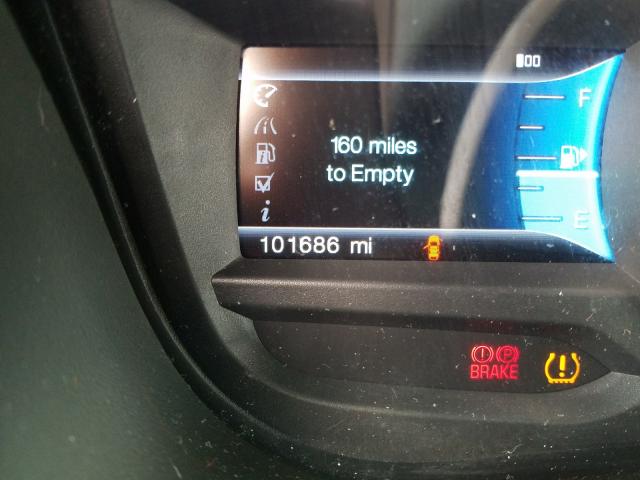 F
160 miles
to Empty
E
101686 mi
P
BRAKE